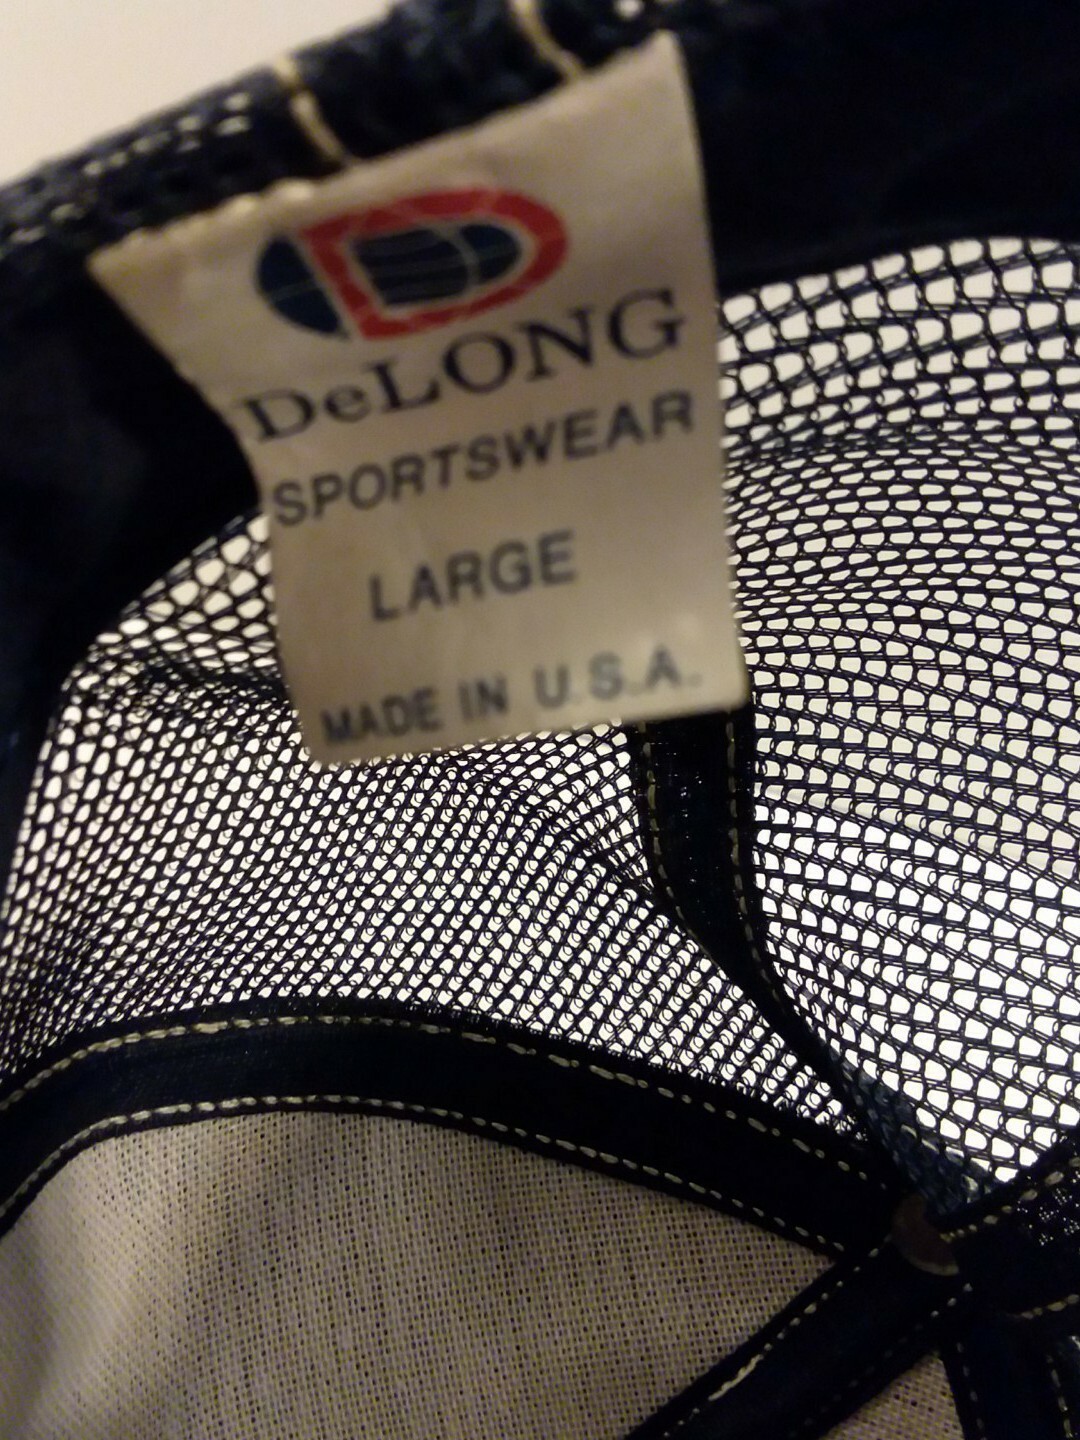 D
DeLONG
SPORTSWEAR
LARGE
MADE IN U.S.A.